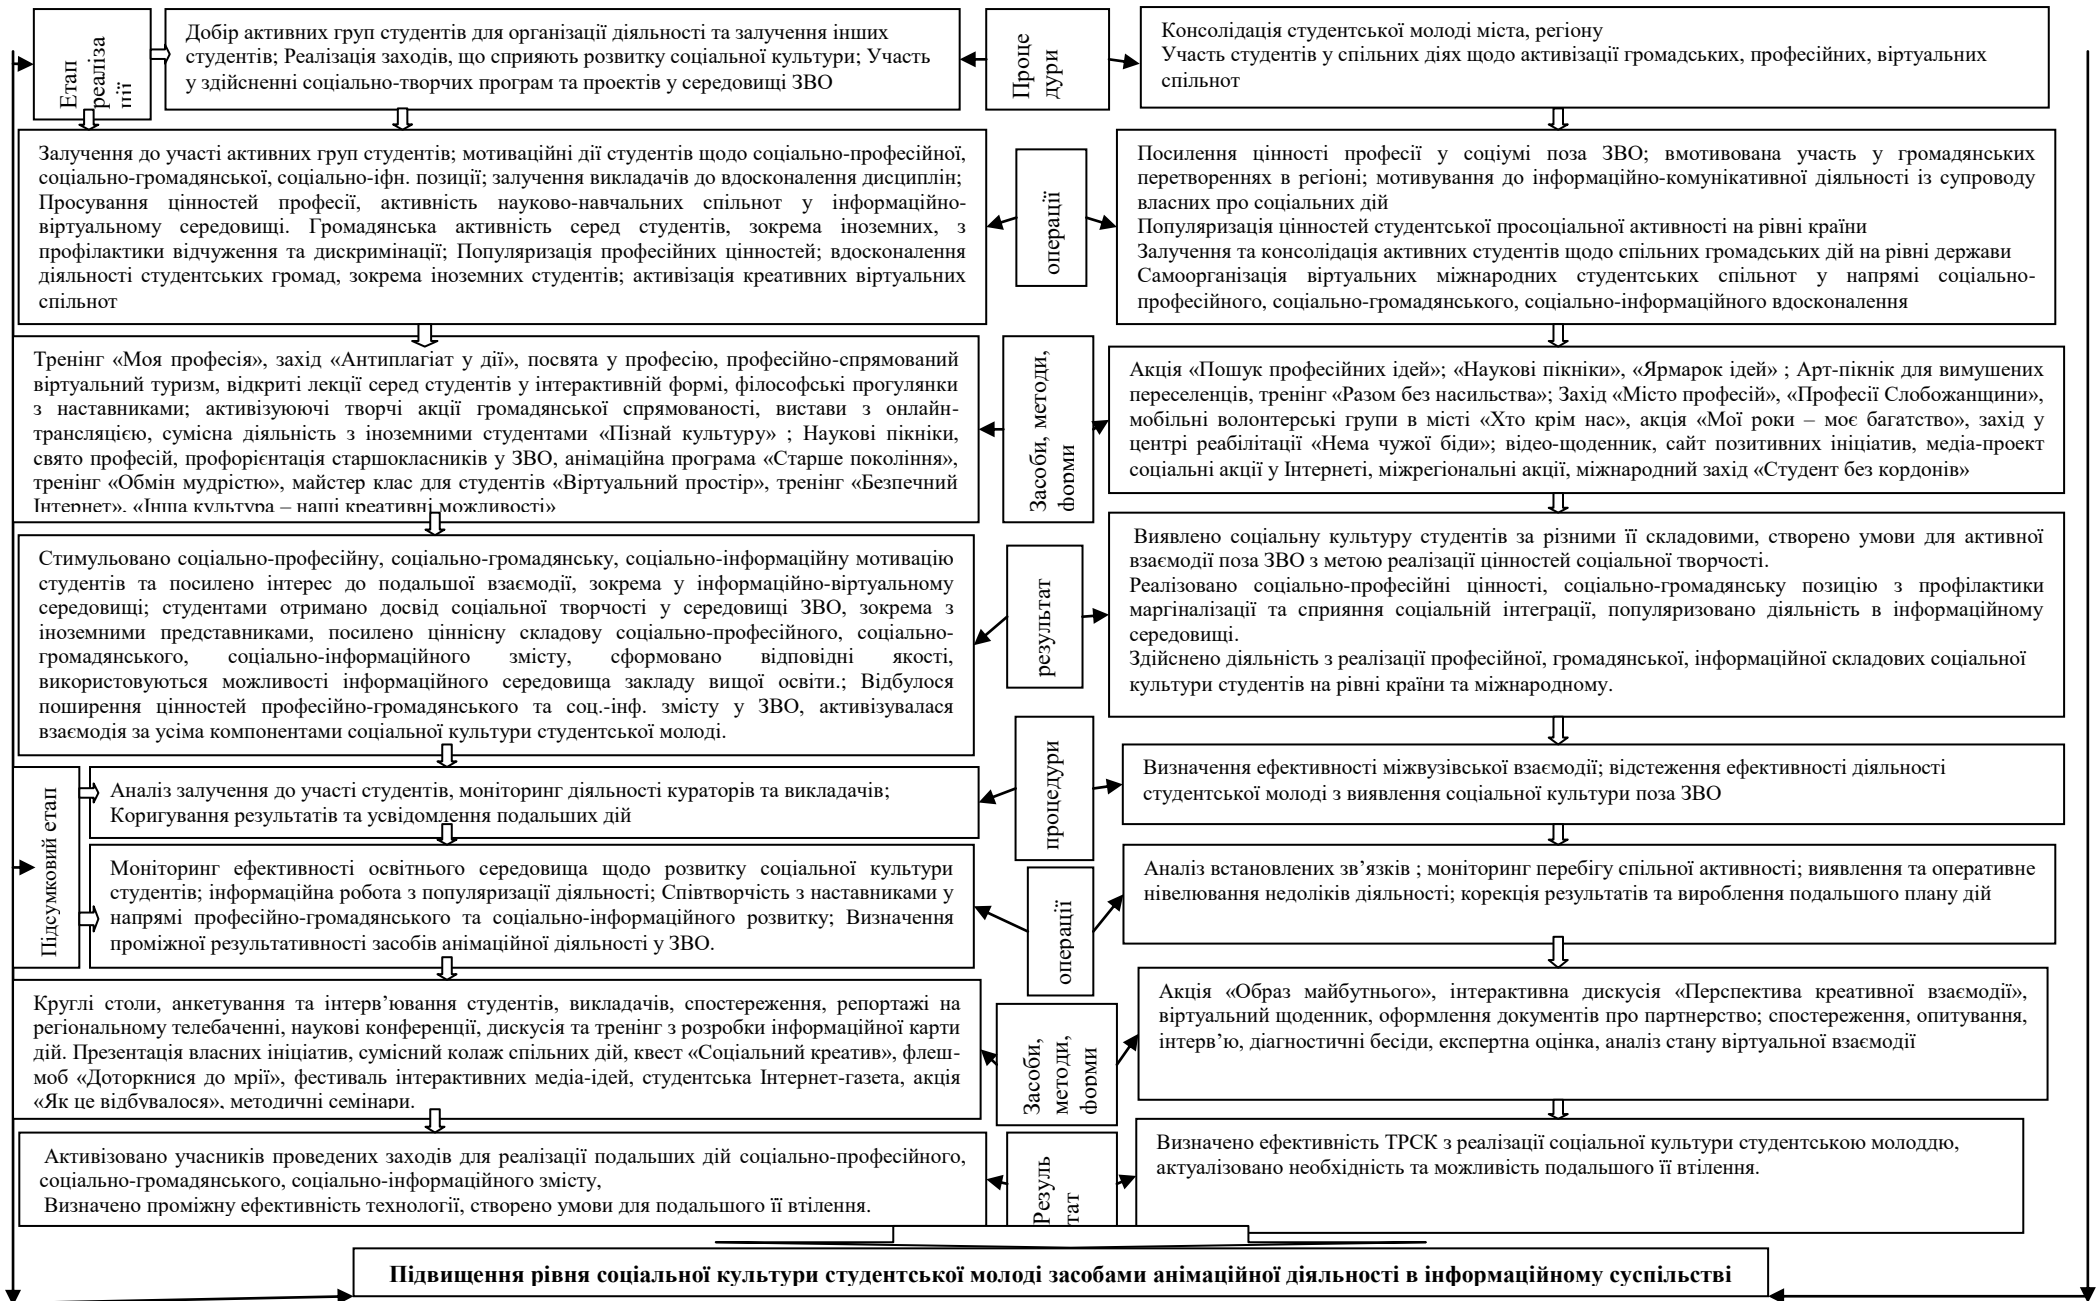 Етап
реаліза
ції
Добір активних груп студентів для організації діяльності та залучення інших
студентів; Реалізація заходів, що сприяють розвитку соціальної культури; Участь
у здійсненні соціально-творчих програм та проектів у середовищі ЗВО
Проце
дури
Консолідація студентської молоді міста, регіону
Участь студентів у спільних діях щодо активізації громадських, професійних, віртуальних
спільнот
Залучення до участі активних груп студентів; мотиваційні дії студентів щодо соціально-професійної,
соціально-громадянської, соціально-іфн. позиції; залучення викладачів до вдосконалення дисциплін;
Просування цінностей професії, активність науково-навчальних спільнот у інформаційно-
віртуальному середовищі. Громадянська активність серед студентів, зокрема іноземних, з
профілактики відчуження та дискримінації; Популяризація професійних цінностей; вдосконалення
діяльності студентських громад, зокрема іноземних студентів; активізація креативних віртуальних
спільнот
операції
Посилення цінності професії у соціумі поза ЗВО; вмотивована участь у громадянських
перетвореннях в регіоні; мотивування до інформаційно-комунікативної діяльності із супроводу
власних про соціальних дій
Популяризація цінностей студентської просоціальної активності на рівні країни
Залучення та консолідація активних студентів щодо спільних громадських дій на рівні держави
Самоорганізація віртуальних міжнародних студентських спільнот у напрямі соціально-
професійного, соціально-громадянського, соціально-інформаційного вдосконалення
Тренінг «Моя професія», захід «Антиплагіат у дії», посвята у професію, професійно-спрямований
віртуальний туризм, відкриті лекції серед студентів у інтерактивній формі, філософські прогулянки
з наставниками; активізуюючі творчі акції громадянської спрямованості, вистави з онлайн-
трансляцією, сумісна діяльність з іноземними студентами «Пізнай культуру» ; Наукові пікніки,
свято професій, профорієнтація старшокласників у ЗВО, анімаційна програма «Старше покоління»,
тренінг «Обмін мудрістю», майстер клас для студентів «Віртуальний простір», тренінг «Безпечний
Інтернет», «Інша культура – наші креативні можливості»
Засоби, методи,
форми
Акція «Пошук професійних ідей»; «Наукові пікніки», «Ярмарок ідей» ; Арт-пікнік для вимушених
переселенців, тренінг «Разом без насильства»; Захід «Місто професій», «Професії Слобожанщини»,
мобільні волонтерські групи в місті «Хто крім нас», акція «Мої роки – моє багатство», захід у
центрі реабілітації «Нема чужої біди»; відео-щоденник, сайт позитивних ініціатив, медіа-проект
соціальні акції у Інтернеті, міжрегіональні акції, міжнародний захід «Студент без кордонів»
Стимульовано соціально-професійну, соціально-громадянську, соціально-інформаційну мотивацію
студентів та посилено інтерес до подальшої взаємодії, зокрема у інформаційно-віртуальному
середовищі; студентами отримано досвід соціальної творчості у середовищі ЗВО, зокрема з
іноземними представниками, посилено ціннісну складову соціально-професійного, соціально-
громадянського, соціально-інформаційного змісту, сформовано відповідні якості,
використовуються можливості інформаційного середовища закладу вищої освіти.; Відбулося
поширення цінностей професійно-громадянського та соц.-інф. змісту у ЗВО, активізувалася
взаємодія за усіма компонентами соціальної культури студентської молоді.
результат
Виявлено соціальну культуру студентів за різними її складовими, створено умови для активної
взаємодії поза ЗВО з метою реалізації цінностей соціальної творчості.
Реалізовано соціально-професійні цінності, соціально-громадянську позицію з профілактики
маргіналізації та сприяння соціальній інтеграції, популяризовано діяльність в інформаційному
середовищі.
Здійснено діяльність з реалізації професійної, громадянської, інформаційної складових соціальної
культури студентів на рівні країни та міжнародному.
Підсумковий етап
Аналіз залучення до участі студентів, моніторинг діяльності кураторів та викладачів;
Коригування результатів та усвідомлення подальших дій
процедури
Визначення ефективності міжвузівської взаємодії; відстеження ефективності діяльності
студентської молоді з виявлення соціальної культури поза ЗВО
Моніторинг ефективності освітнього середовища щодо розвитку соціальної культури
студентів; інформаційна робота з популяризації діяльності; Співтворчість з наставниками у
напрямі професійно-громадянського та соціально-інформаційного розвитку; Визначення
проміжної результативності засобів анімаційної діяльності у ЗВО.
операції
Аналіз встановлених зв’язків ; моніторинг перебігу спільної активності; виявлення та оперативне
нівелювання недоліків діяльності; корекція результатів та вироблення подальшого плану дій
Круглі столи, анкетування та інтерв’ювання студентів, викладачів, спостереження, репортажі на
регіональному телебаченні, наукові конференції, дискусія та тренінг з розробки інформаційної карти
дій. Презентація власних ініціатив, сумісний колаж спільних дій, квест «Соціальний креатив», флеш-
моб «Доторкнися до мрії», фестиваль інтерактивних медіа-ідей, студентська Інтернет-газета, акція
«Як це відбувалося», методичні семінари.
Засоби,
методи,
форми
Акція «Образ майбутнього», інтерактивна дискусія «Перспектива креативної взаємодії»,
віртуальний щоденник, оформлення документів про партнерство; спостереження, опитування,
інтерв’ю, діагностичні бесіди, експертна оцінка, аналіз стану віртуальної взаємодії
Активізовано учасників проведених заходів для реалізації подальших дій соціально-професійного,
соціально-громадянського, соціально-інформаційного змісту,
Визначено проміжну ефективність технології, створено умови для подальшого її втілення.
Резуль
тат
Визначено ефективність ТРСК з реалізації соціальної культури студентською молоддю,
актуалізовано необхідність та можливість подальшого її втілення.
Підвищення рівня соціальної культури студентської молоді засобами анімаційної діяльності в інформаційному суспільстві